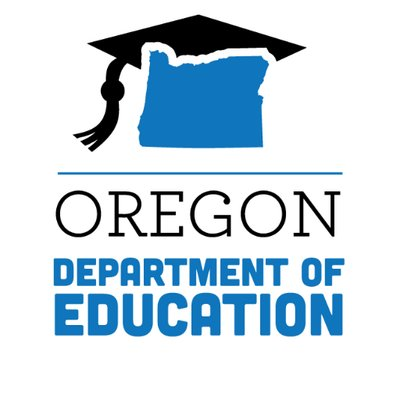 OREGON
DEPARTMENT OF
EDUCATION